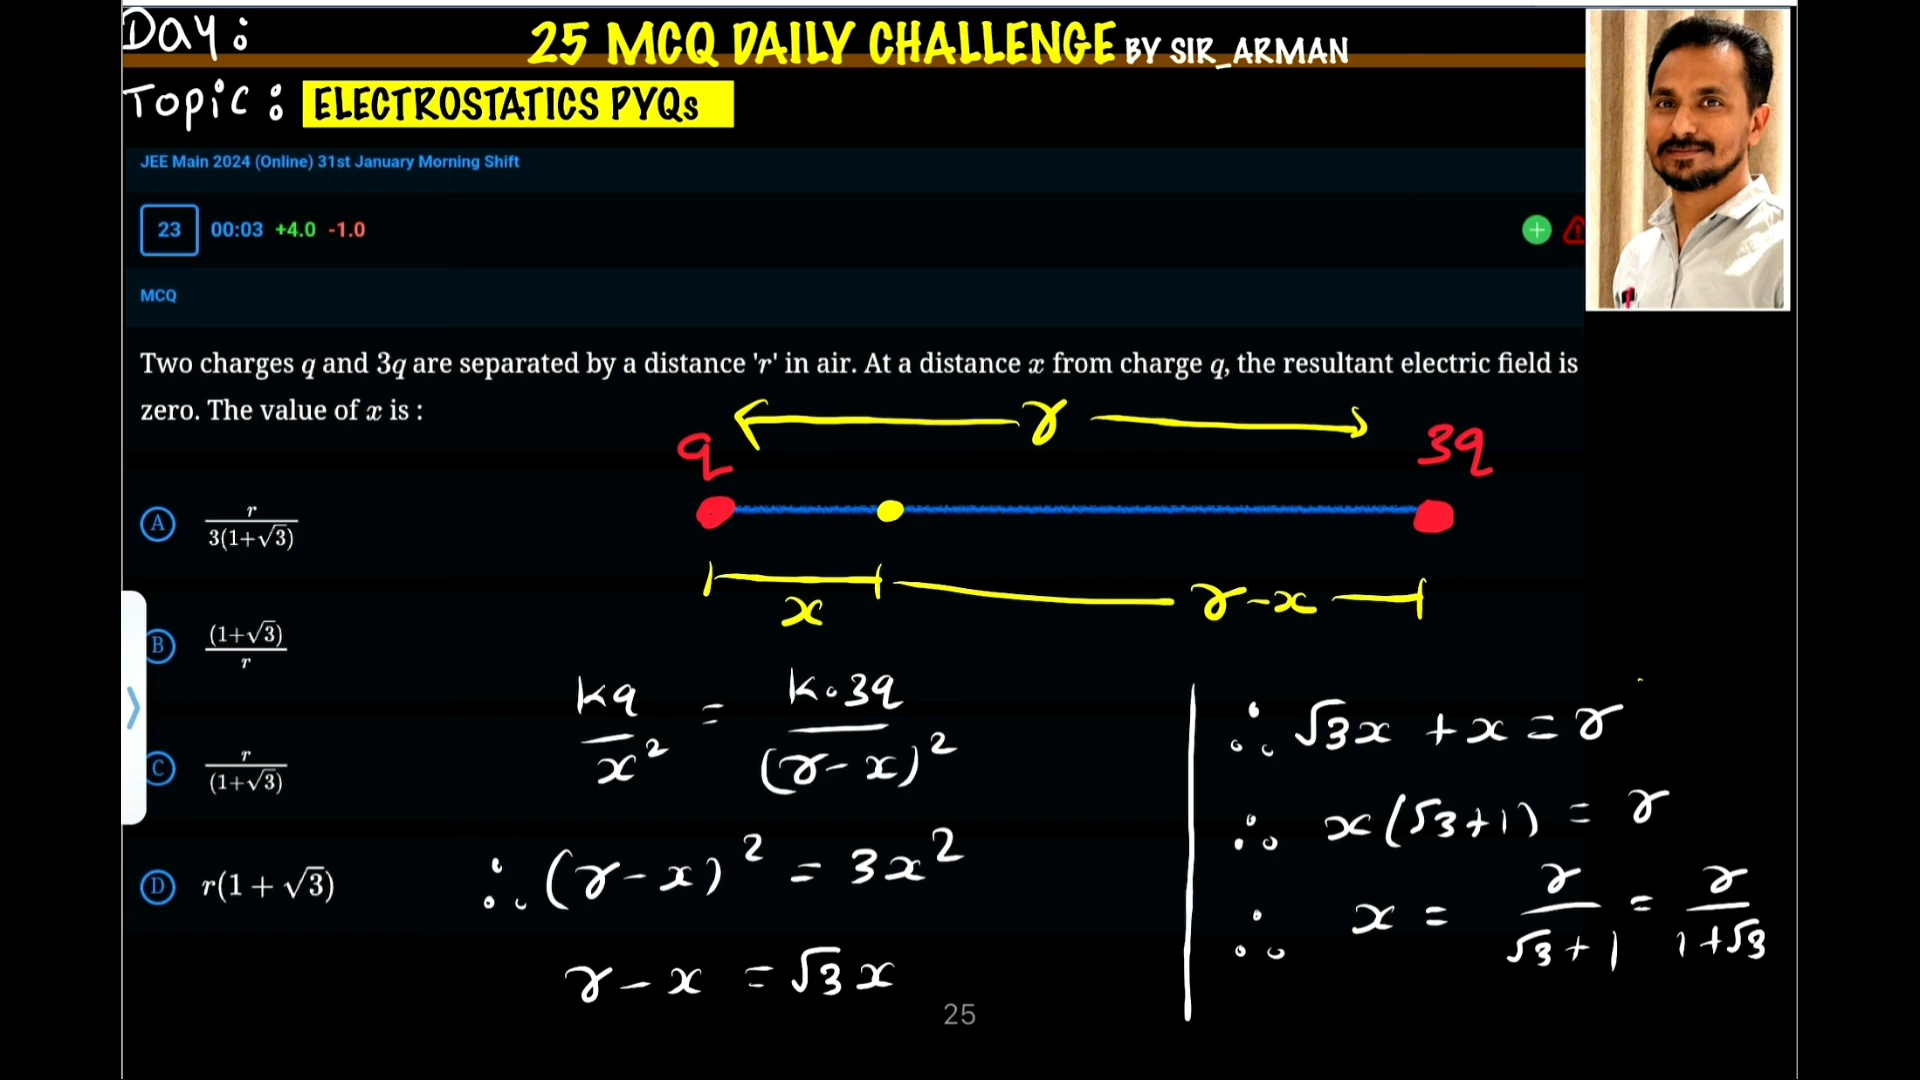 Day:
25 MCQ DAILY CHALLENGE BY SIR_ARMAN
Topic: ELECTROSTATICS PYQs
JEE Main 2024 (Online) 31st January Morning Shift
23 00:03 +4.0 -1.0
MCQ
Two charges q and 3q are separated by a distance 'r' in air. At a distance x from charge q, the resultant electric field is
zero. The value of x is :
r
q 3q
A r/(3(1+√3))
x r-x
B (1+√3)/r
C r/(1+√3)
D r(1 + √3)
kq/x² = k.3q/(r-x)²
∴ (r-x)² = 3x²
r-x = √3x
∴ √3x + x = r
∴ x(√3+1) = r
∴ x = r/(√3+1) = r/(1+√3)
25